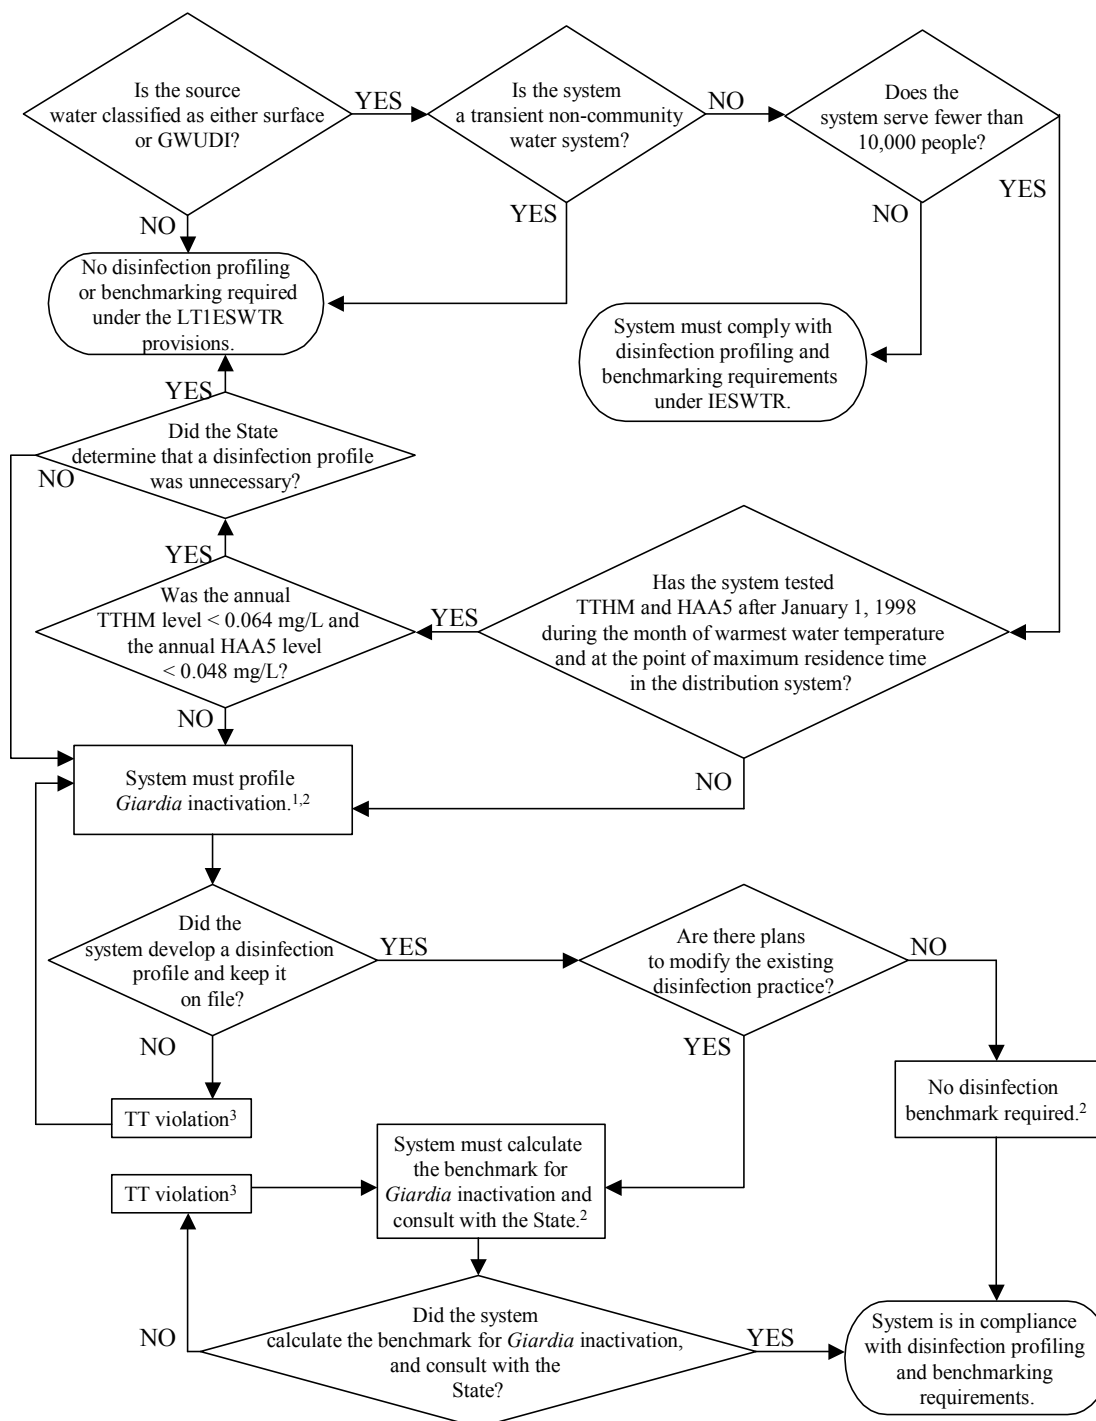 Is the source
water classified as either surface
or GWUDI?
YES
Is the system
a transient non-community
water system?
NO
Does the
system serve fewer than
10,000 people?
YES
NO
YES
NO
No disinfection profiling
or benchmarking required
under the LT1ESWTR
provisions.
System must comply with
disinfection profiling and
benchmarking requirements
under IESWTR.
YES
Did the State
determine that a disinfection profile
was unnecessary?
NO
YES
Was the annual
TTHM level < 0.064 mg/L and
the annual HAA5 level
< 0.048 mg/L?
YES
Has the system tested
TTHM and HAA5 after January 1, 1998
during the month of warmest water temperature
and at the point of maximum residence time
in the distribution system?
NO
NO
System must profile
Giardia inactivation.1,2
Did the
system develop a disinfection
profile and keep it
on file?
YES
Are there plans
to modify the existing
disinfection practice?
NO
NO
YES
TT violation3
No disinfection
benchmark required.2
System must calculate
the benchmark for
Giardia inactivation and
consult with the State.2
TT violation3
Did the system
calculate the benchmark for Giardia inactivation,
and consult with the
State?
NO
YES
System is in compliance
with disinfection profiling
and benchmarking
requirements.